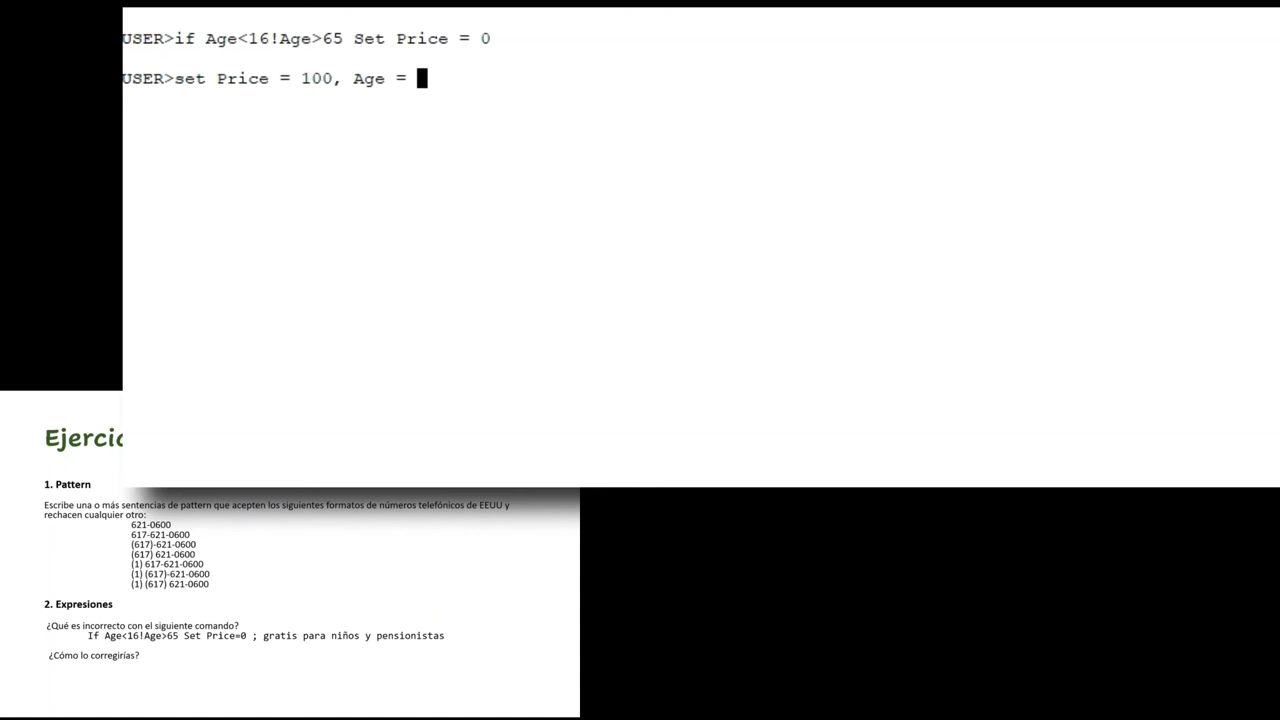 USER>if Age<16!Age>65 Set Price = 0
USER>set Price = 100, Age =
Ejercic
1. Pattern
Escribe una o más sentencias de pattern que acepten los siguientes formatos de números telefónicos de EEUU y
rechacen cualquier otro:
621-0600
617-621-0600
(617)-621-0600
(617) 621-0600
(1) 617-621-0600
(1) (617)-621-0600
(1) (617) 621-0600
2. Expresiones
¿Qué es incorrecto con el siguiente comando?
If Age<16!Age>65 Set Price=0 ; gratis para niños y pensionistas
¿Cómo lo corregirías?